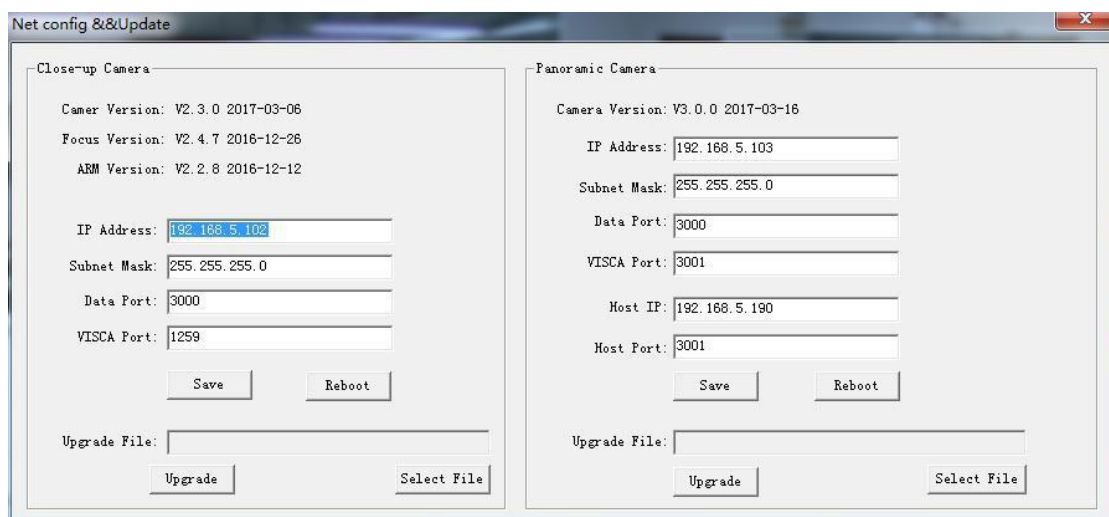 Net config &&Update
Close-up Camera
Camer Version: V2.3.0 2017-03-06
Focus Version: V2.4.7 2016-12-26
ARM Version: V2.2.8 2016-12-12
IP Address: 192.168.5.102
Subnet Mask: 255.255.255.0
Data Port: 3000
VISCA Port: 1259
Save Reboot
Upgrade File:
Upgrade Select File
Panoramic Camera
Camera Version: V3.0.0 2017-03-16
IP Address: 192.168.5.103
Subnet Mask: 255.255.255.0
Data Port: 3000
VISCA Port: 3001
Host IP: 192.168.5.190
Host Port: 3001
Save Reboot
Upgrade File:
Upgrade Select File